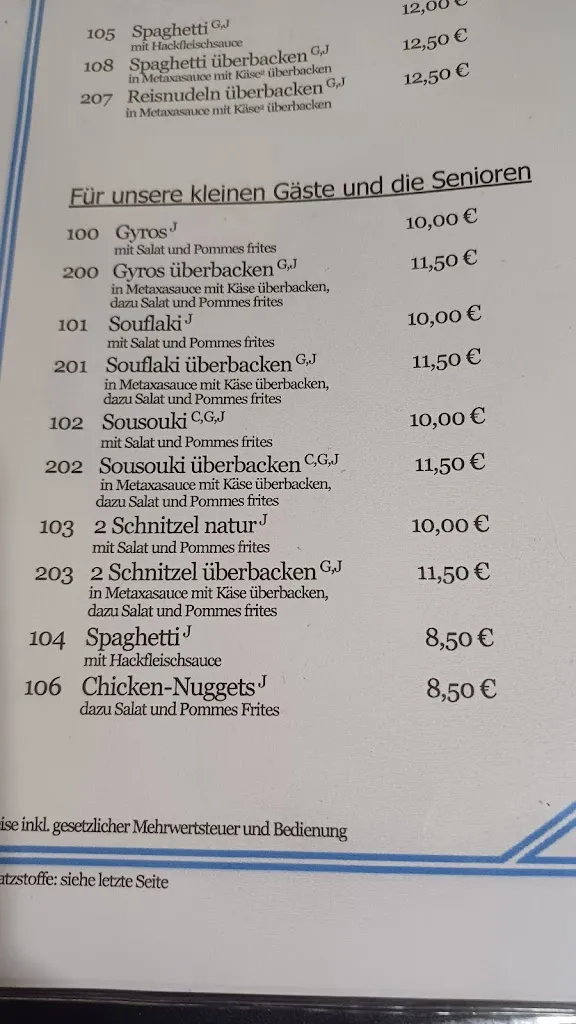 12,00 €
105 Spaghetti G,J
mit Hackfleischsauce
108 Spaghetti überbacken G,J 12,50 €
in Metaxasauce mit Käse² überbacken
207 Reisnudeln überbacken G,J 12,50 €
in Metaxasauce mit Käse² überbacken
Für unsere kleinen Gäste und die Senioren
100 Gyros J 10,00 €
mit Salat und Pommes frites
200 Gyros überbacken G,J 11,50 €
in Metaxasauce mit Käse überbacken,
dazu Salat und Pommes frites
101 Souflaki J 10,00 €
mit Salat und Pommes frites
201 Souflaki überbacken G,J 11,50 €
in Metaxasauce mit Käse überbacken,
dazu Salat und Pommes frites
102 Sousouki C,G,J 10,00 €
mit Salat und Pommes frites
202 Sousouki überbacken C,G,J 11,50 €
in Metaxasauce mit Käse überbacken,
dazu Salat und Pommes frites
103 2 Schnitzel natur J 10,00 €
mit Salat und Pommes frites
203 2 Schnitzel überbacken G,J 11,50 €
in Metaxasauce mit Käse überbacken,
dazu Salat und Pommes frites
104 Spaghetti J 8,50 €
mit Hackfleischsauce
106 Chicken-Nuggets J 8,50 €
dazu Salat und Pommes Frites
ise inkl. gesetzlicher Mehrwertsteuer und Bedienung
atzstoffe: siehe letzte Seite